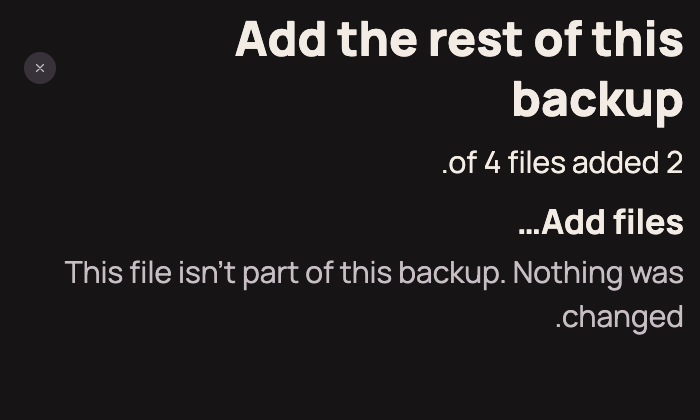 Add the rest of this
backup
.of 4 files added 2
…Add files
This file isn't part of this backup. Nothing was
.changed